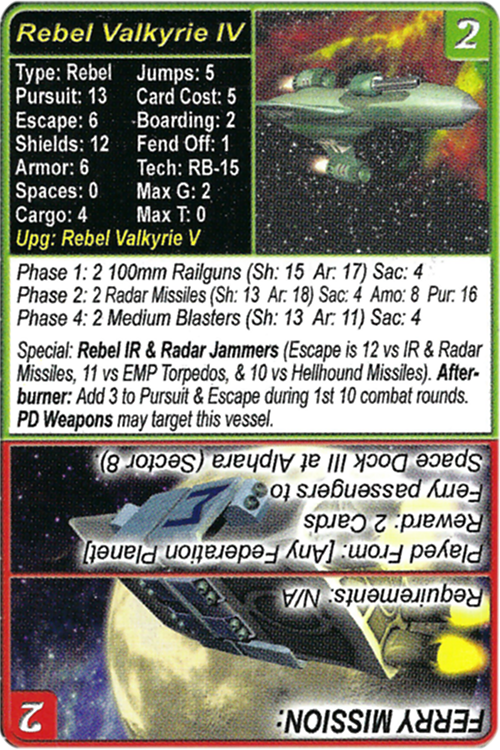 Rebel Valkyrie IV
2
Type: Rebel Jumps: 5
Pursuit: 13 Card Cost: 5
Escape: 6 Boarding: 2
Shields: 12 Fend Off: 1
Armor: 6 Tech: RB-15
Spaces: 0 Max G: 2
Cargo: 4 Max T: 0
Upg: Rebel Valkyrie V
Phase 1: 2 100mm Railguns (Sh: 15 Ar: 17) Sac: 4
Phase 2: 2 Radar Missiles (Sh: 13 Ar: 18) Sac: 4 Amo: 8 Pur: 16
Phase 4: 2 Medium Blasters (Sh: 13 Ar: 11) Sac: 4
Special: Rebel IR & Radar Jammers (Escape is 12 vs IR & Radar
Missiles, 11 vs EMP Torpedos, & 10 vs Hellhound Missiles). After-
burner: Add 3 to Pursuit & Escape during 1st 10 combat rounds.
PD Weapons may target this vessel.
FERRY MISSION:
2
Requirements: N/A
Played From: [Any Federation Planet]
Reward: 2 Cards
Ferry passengers to
Space Dock III at Alphara (Sector 8)